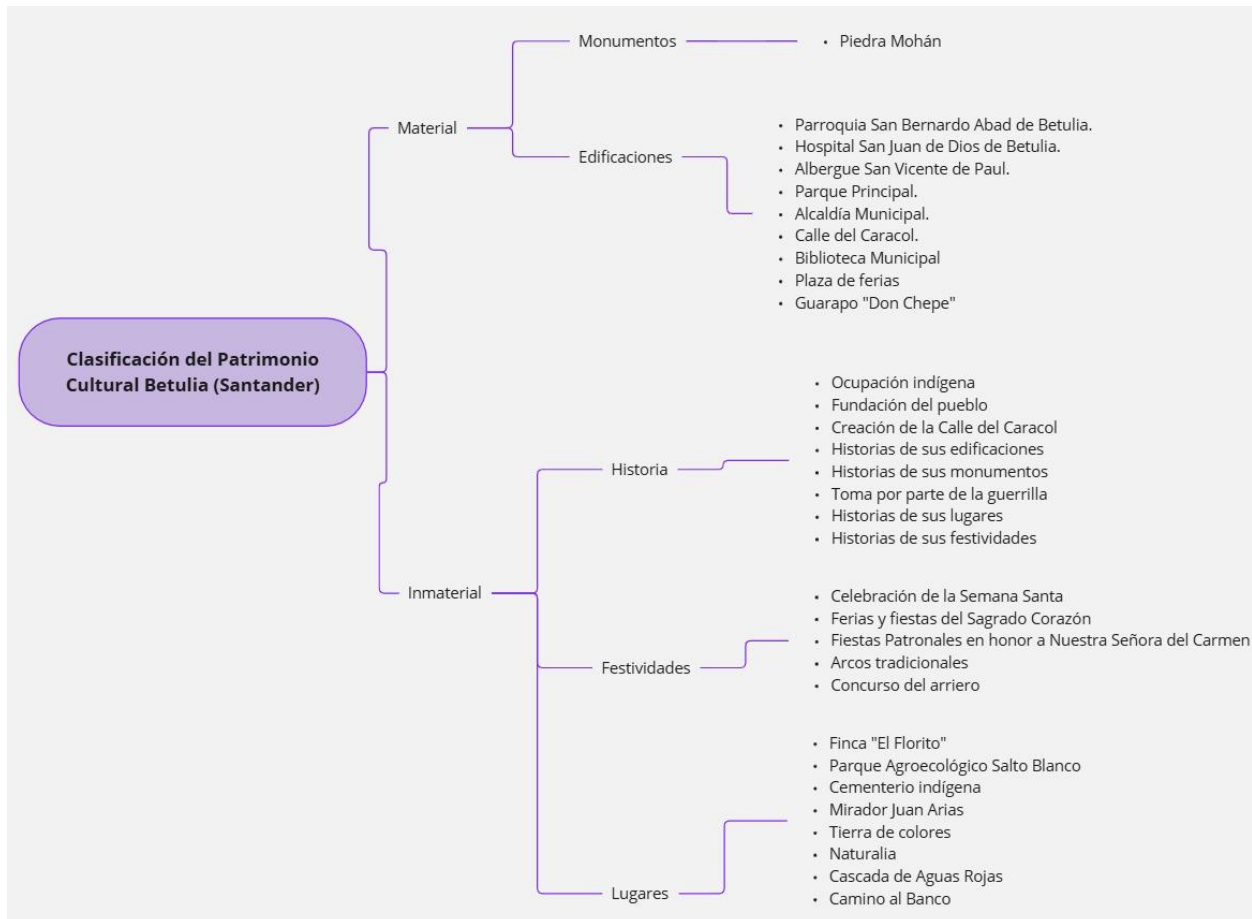 Clasificación del Patrimonio
Cultural Betulia (Santander)
Material
Monumentos
• Piedra Mohán
Edificaciones
• Parroquia San Bernardo Abad de Betulia.
• Hospital San Juan de Dios de Betulia.
• Albergue San Vicente de Paul.
• Parque Principal.
• Alcaldía Municipal.
• Calle del Caracol.
• Biblioteca Municipal
• Plaza de ferias
• Guarapo "Don Chepe"
Inmaterial
Historia
• Ocupación indígena
• Fundación del pueblo
• Creación de la Calle del Caracol
• Historias de sus edificaciones
• Historias de sus monumentos
• Toma por parte de la guerrilla
• Historias de sus lugares
• Historias de sus festividades
Festividades
• Celebración de la Semana Santa
• Ferias y fiestas del Sagrado Corazón
• Fiestas Patronales en honor a Nuestra Señora del Carmen
• Arcos tradicionales
• Concurso del arriero
Lugares
• Finca "El Florito"
• Parque Agroecológico Salto Blanco
• Cementerio indígena
• Mirador Juan Arias
• Tierra de colores
• Naturalia
• Cascada de Aguas Rojas
• Camino al Banco